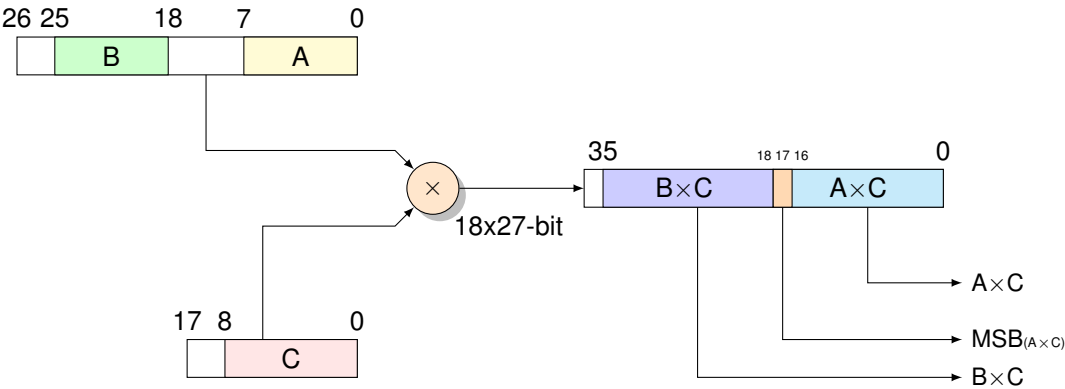 26 25 18 7 0
B A
35 18 17 16 0
B×C A×C
×
18x27-bit
A×C
17 8 0
MSB(A×C)
C
B×C